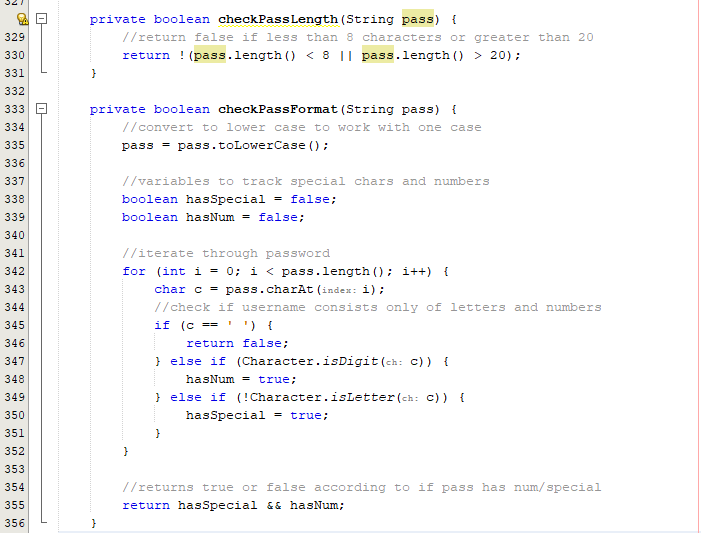 327
    private boolean checkPassLength(String pass) {
329         //return false if less than 8 characters or greater than 20
330         return !(pass.length() < 8 || pass.length() > 20);
331     }
332
333     private boolean checkPassFormat(String pass) {
334         //convert to lower case to work with one case
335         pass = pass.toLowerCase();
336
337         //variables to track special chars and numbers
338         boolean hasSpecial = false;
339         boolean hasNum = false;
340
341         //iterate through password
342         for (int i = 0; i < pass.length(); i++) {
343             char c = pass.charAt(index: i);
344             //check if username consists only of letters and numbers
345             if (c == ' ') {
346                 return false;
347             } else if (Character.isDigit(ch: c)) {
348                 hasNum = true;
349             } else if (!Character.isLetter(ch: c)) {
350                 hasSpecial = true;
351             }
352         }
353
354         //returns true or false according to if pass has num/special
355         return hasSpecial && hasNum;
356     }